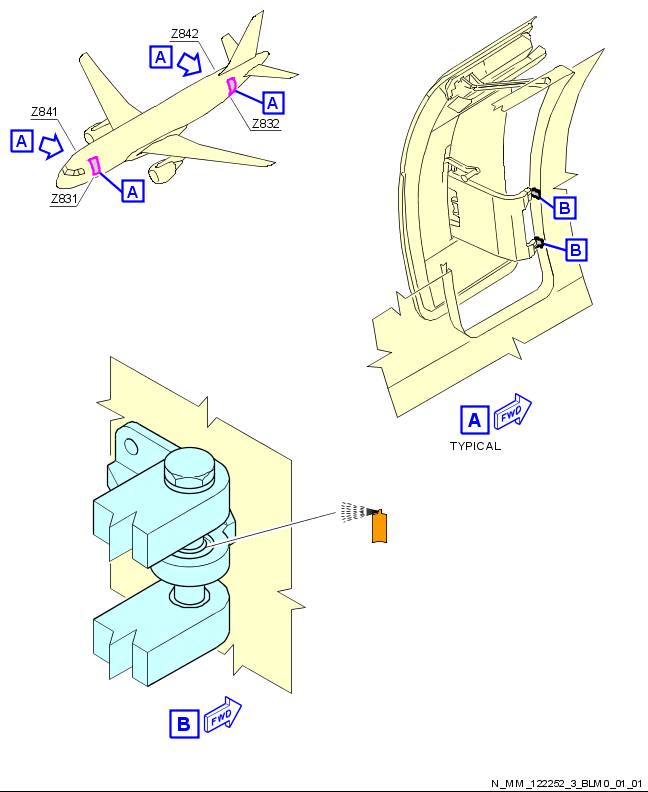 Z842
A
Z841
A
A
Z832
A
Z831
B
B
A
FWD
TYPICAL
B
FWD
N_MM_122252_3_BLM0_01_01